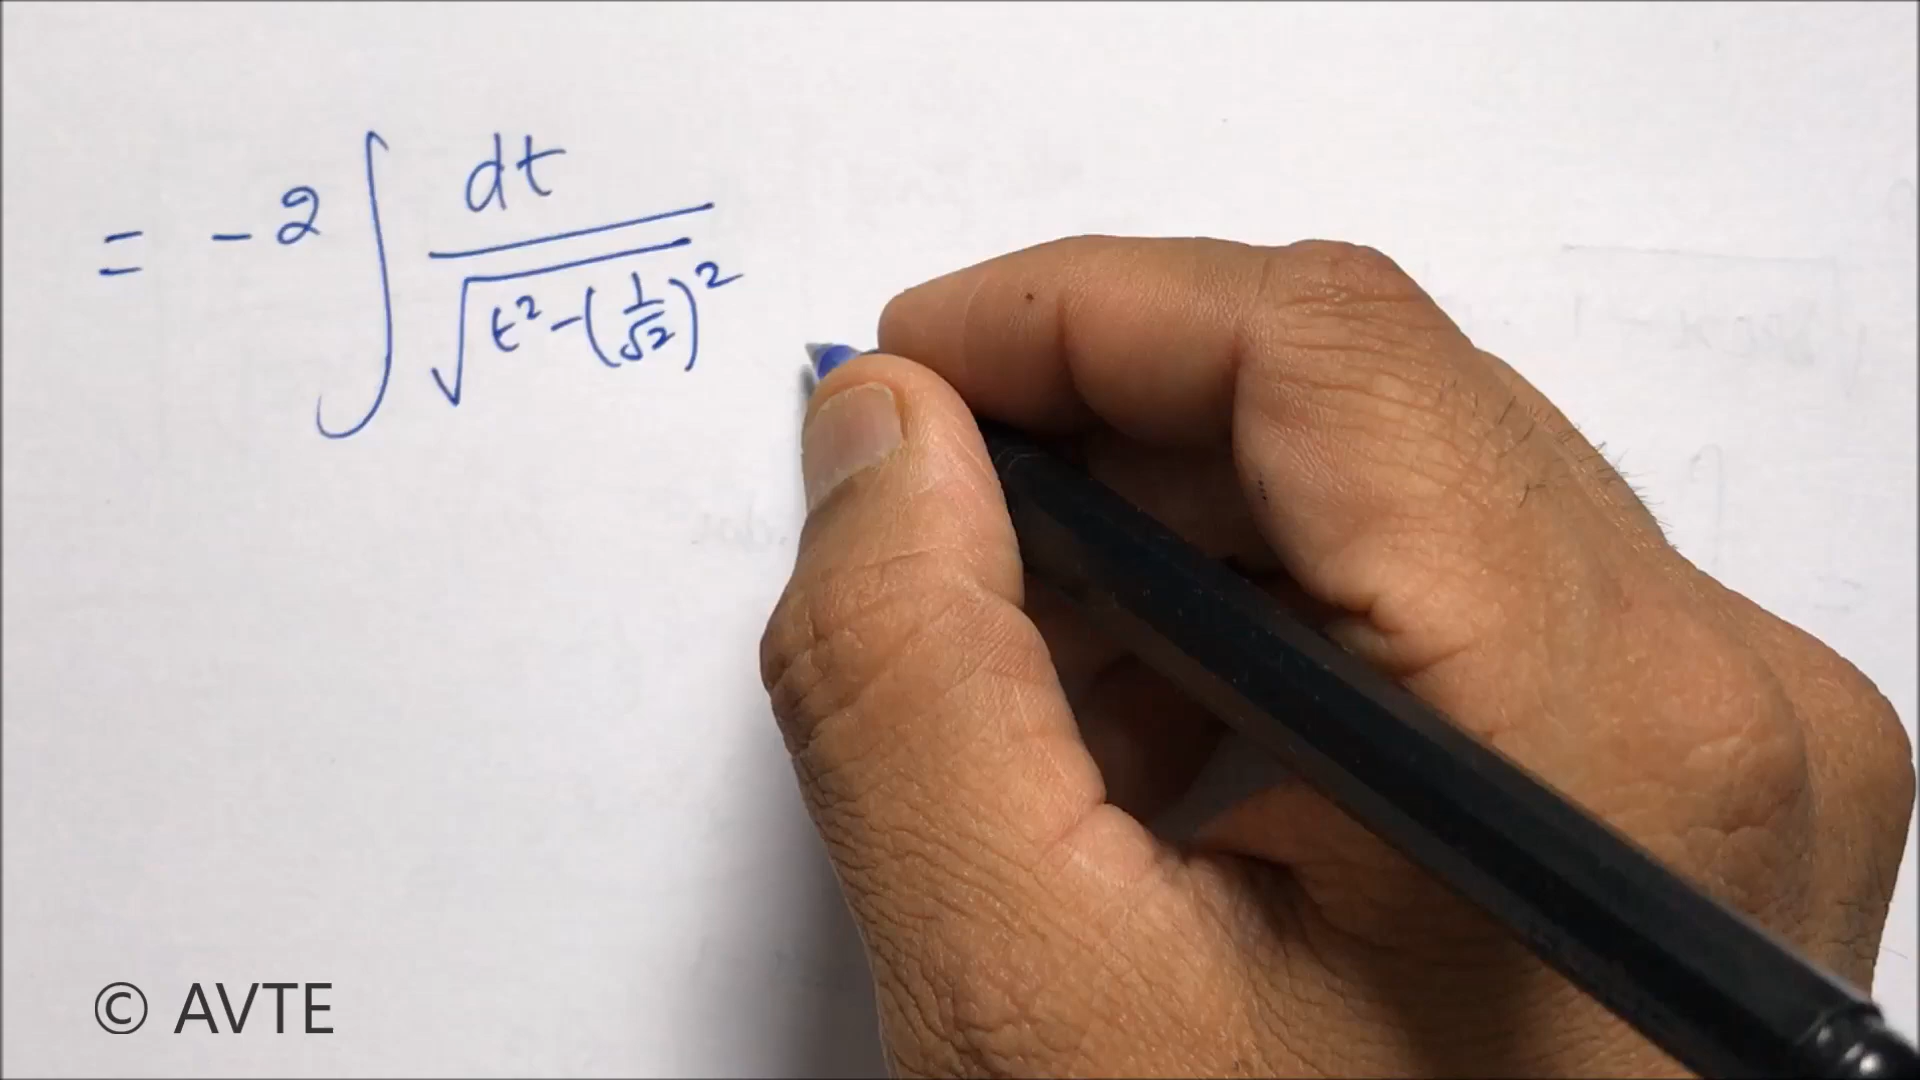 = -2 ∫ dt / √(t² - (1/√2)²)
© AVTE